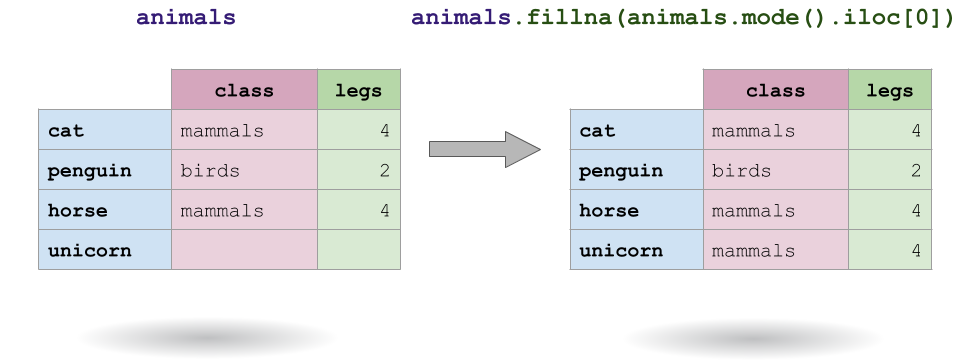 animals
animals.fillna(animals.mode().iloc[0])
class legs
cat mammals 4
penguin birds 2
horse mammals 4
unicorn
class legs
cat mammals 4
penguin birds 2
horse mammals 4
unicorn mammals 4